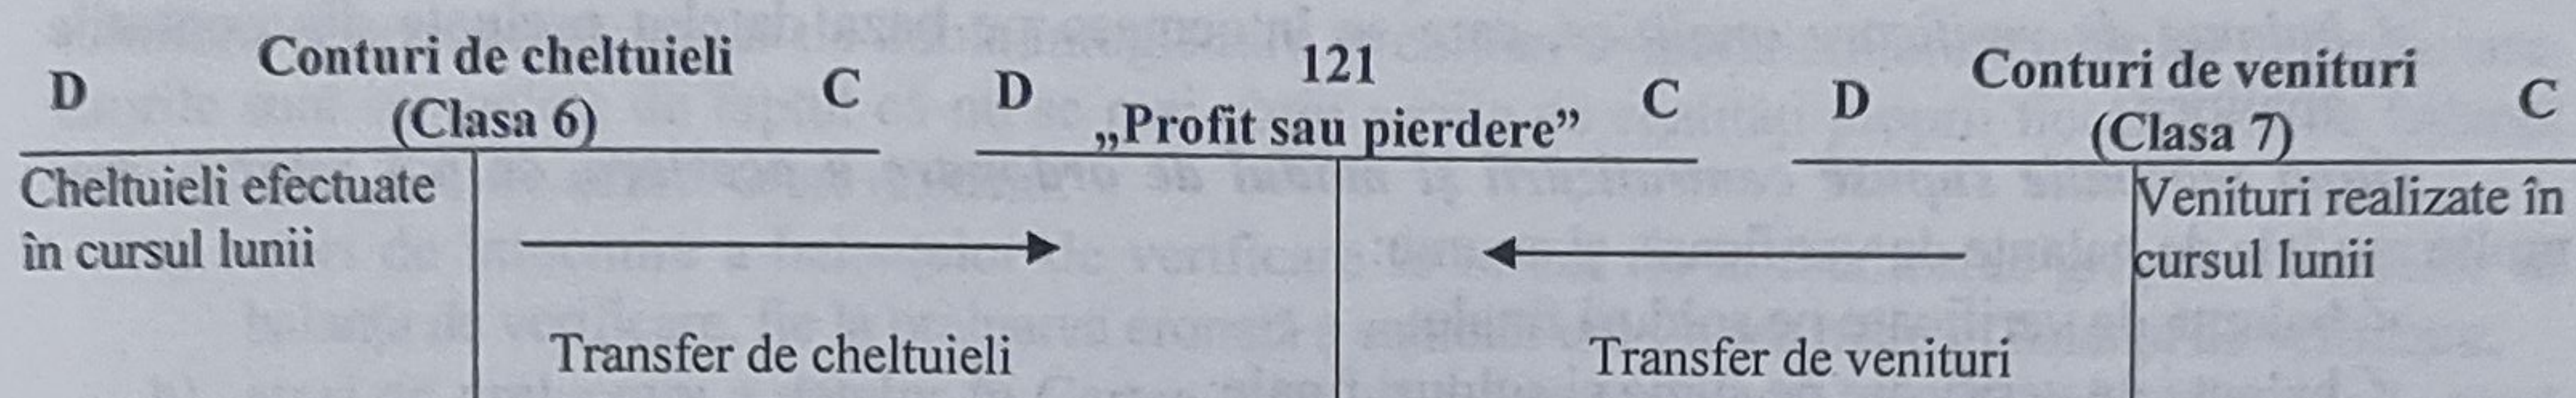 D Conturi de cheltuieli C
(Clasa 6)
Cheltuieli efectuate
în cursul lunii
Transfer de cheltuieli
D 121 C
„Profit sau pierdere”
Transfer de venituri
D Conturi de venituri C
(Clasa 7)
Venituri realizate în
cursul lunii